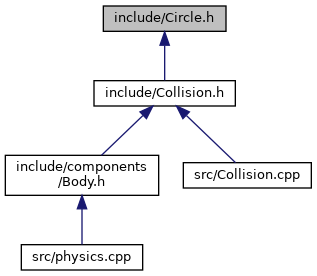 include/Circle.h
include/Collision.h
include/components
/Body.h
src/Collision.cpp
src/physics.cpp